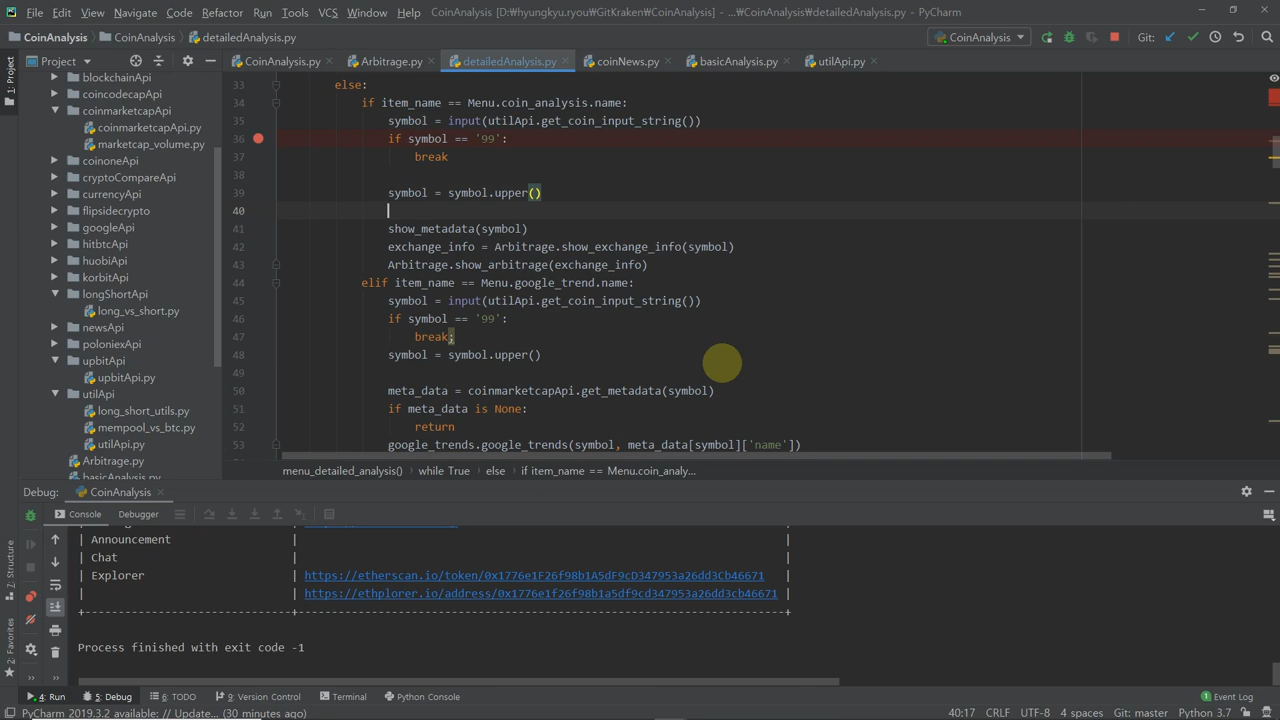 File Edit View Navigate Code Refactor Run Tools VCS Window Help CoinAnalysis [D:₩hyungkyu.ryou₩GitKraken₩CoinAnalysis] - ...₩CoinAnalysis₩detailedAnalysis.py - PyCharm
CoinAnalysis CoinAnalysis detailedAnalysis.py CoinAnalysis Git:
Project CoinAnalysis.py Arbitrage.py detailedAnalysis.py coinNews.py basicAnalysis.py utilApi.py
1: Project
7: Structure
2: Favorites
blockchainApi
coincodecapApi
coinmarketcapApi
coinmarketcapApi.py
marketcap_volume.py
coinoneApi
cryptoCompareApi
currencyApi
flipsidecrypto
googleApi
hitbtcApi
huobiApi
korbitApi
longShortApi
long_vs_short.py
newsApi
poloniexApi
upbitApi
upbitApi.py
utilApi
long_short_utils.py
mempool_vs_btc.py
utilApi.py
Arbitrage.py
basicAnalysis.py
33 else:
34 if item_name == Menu.coin_analysis.name:
35 symbol = input(utilApi.get_coin_input_string())
36 if symbol == '99':
37 break
38
39 symbol = symbol.upper()
40
41 show_metadata(symbol)
42 exchange_info = Arbitrage.show_exchange_info(symbol)
43 Arbitrage.show_arbitrage(exchange_info)
44 elif item_name == Menu.google_trend.name:
45 symbol = input(utilApi.get_coin_input_string())
46 if symbol == '99':
47 break;
48 symbol = symbol.upper()
49
50 meta_data = coinmarketcapApi.get_metadata(symbol)
51 if meta_data is None:
52 return
53 google_trends.google_trends(symbol, meta_data[symbol]['name'])
menu_detailed_analysis() while True else if item_name == Menu.coin_analy...
Debug: CoinAnalysis
Console Debugger
| Announcement | |
| Chat | |
| Explorer | https://etherscan.io/token/0x1776e1F26f98b1A5dF9cD347953a26dd3Cb46671 |
| | https://ethplorer.io/address/0x1776e1f26f98b1a5df9cd347953a26dd3cb46671 |
+----------------------------+-----------------------------------------------------------------------+
Process finished with exit code -1
4: Run 5: Debug 6: TODO 9: Version Control Terminal Python Console Event Log
PyCharm 2019.3.2 available: // Update... (30 minutes ago) 40:17 CRLF UTF-8 4 spaces Git: master Python 3.7